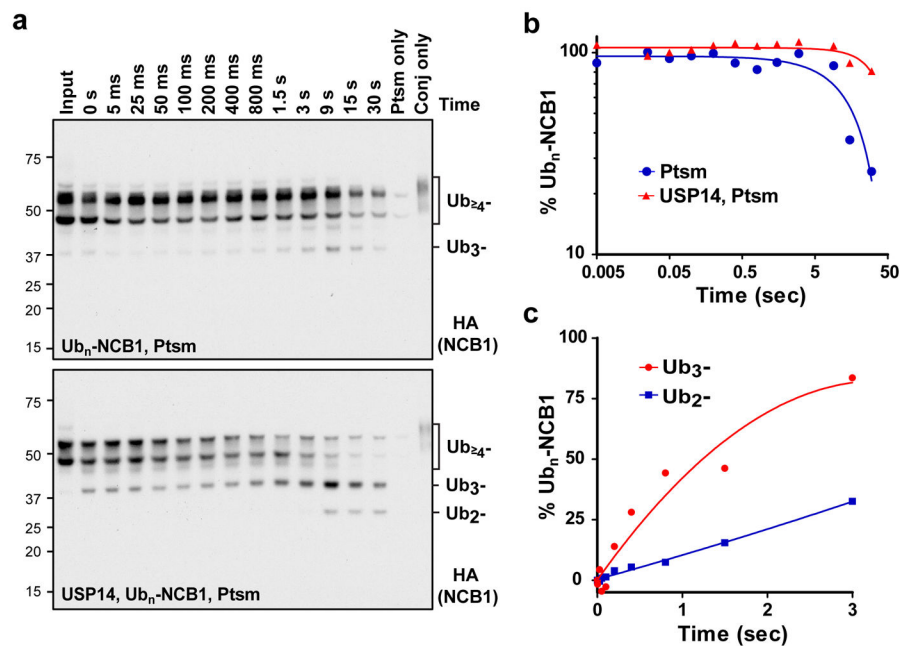 a
Input
0 s
5 ms
25 ms
50 ms
100 ms
200 ms
400 ms
800 ms
1.5 s
3 s
9 s
15 s
30 s
Ptsm only
Conj only
Time
75
50
37
25
20
15
Ub≥4-
Ub3-
HA
(NCB1)
Ubn-NCB1, Ptsm
75
50
37
25
20
15
Ub≥4-
Ub3-
Ub2-
HA
(NCB1)
USP14, Ubn-NCB1, Ptsm
b
% Ubn-NCB1
100
10
Ptsm
USP14, Ptsm
0.005
0.05
0.5
5
50
Time (sec)
c
% Ubn-NCB1
100
75
50
25
0
Ub3-
Ub2-
0
1
2
3
Time (sec)